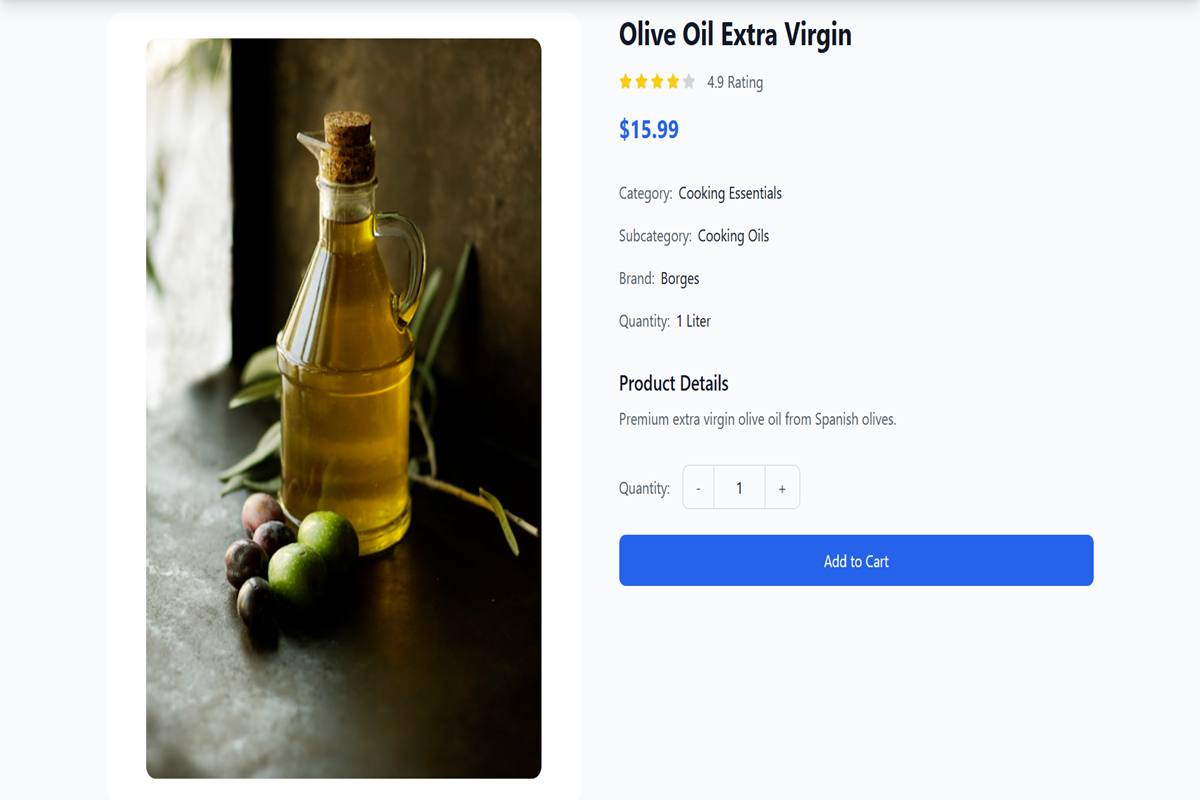 Olive Oil Extra Virgin
4.9 Rating
$15.99
Category: Cooking Essentials
Subcategory: Cooking Oils
Brand: Borges
Quantity: 1 Liter
Product Details
Premium extra virgin olive oil from Spanish olives.
Quantity: - 1 +
Add to Cart